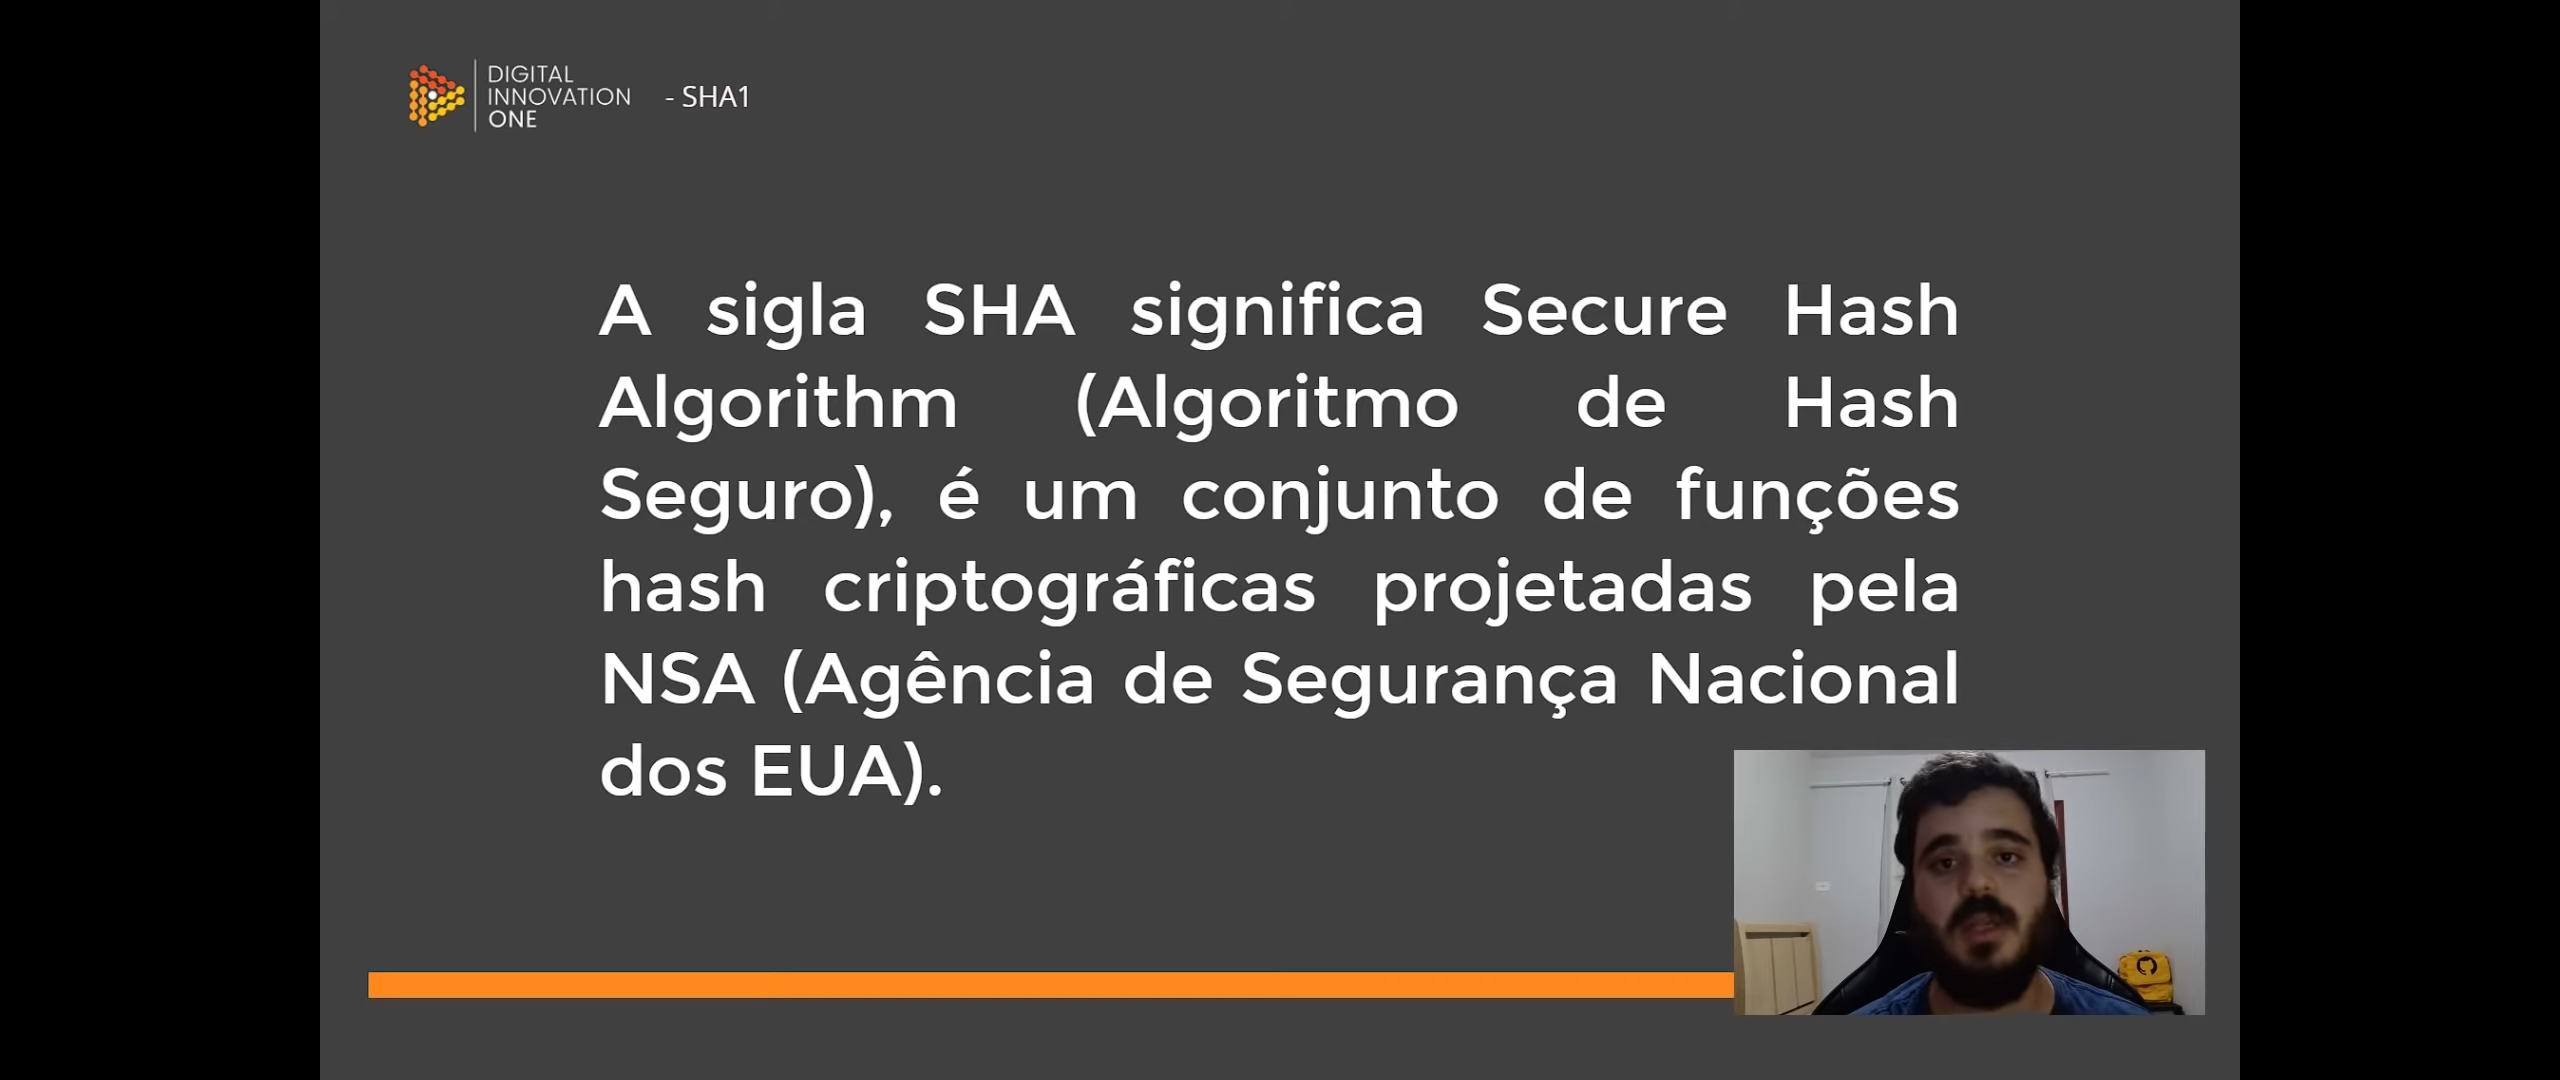 DIGITAL
INNOVATION
ONE
- SHA1
A sigla SHA significa Secure Hash
Algorithm (Algoritmo de Hash
Seguro), é um conjunto de funções
hash criptográficas projetadas pela
NSA (Agência de Segurança Nacional
dos EUA).